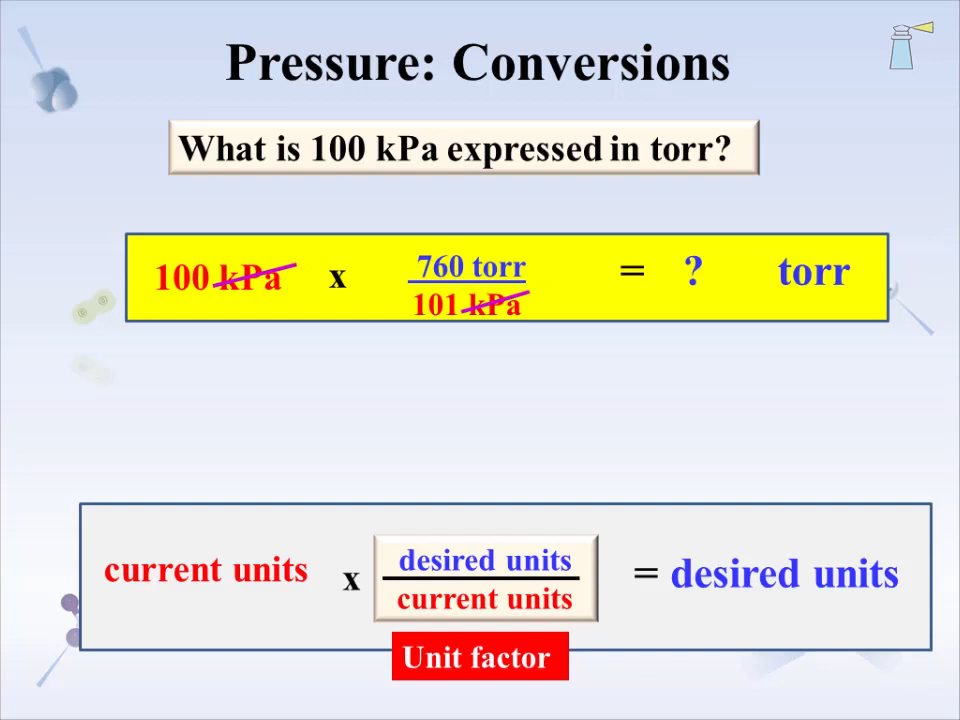 Pressure: Conversions
What is 100 kPa expressed in torr?
100 kPa x 760 torr = ? torr
101 kPa
current units x desired units = desired units
current units
Unit factor